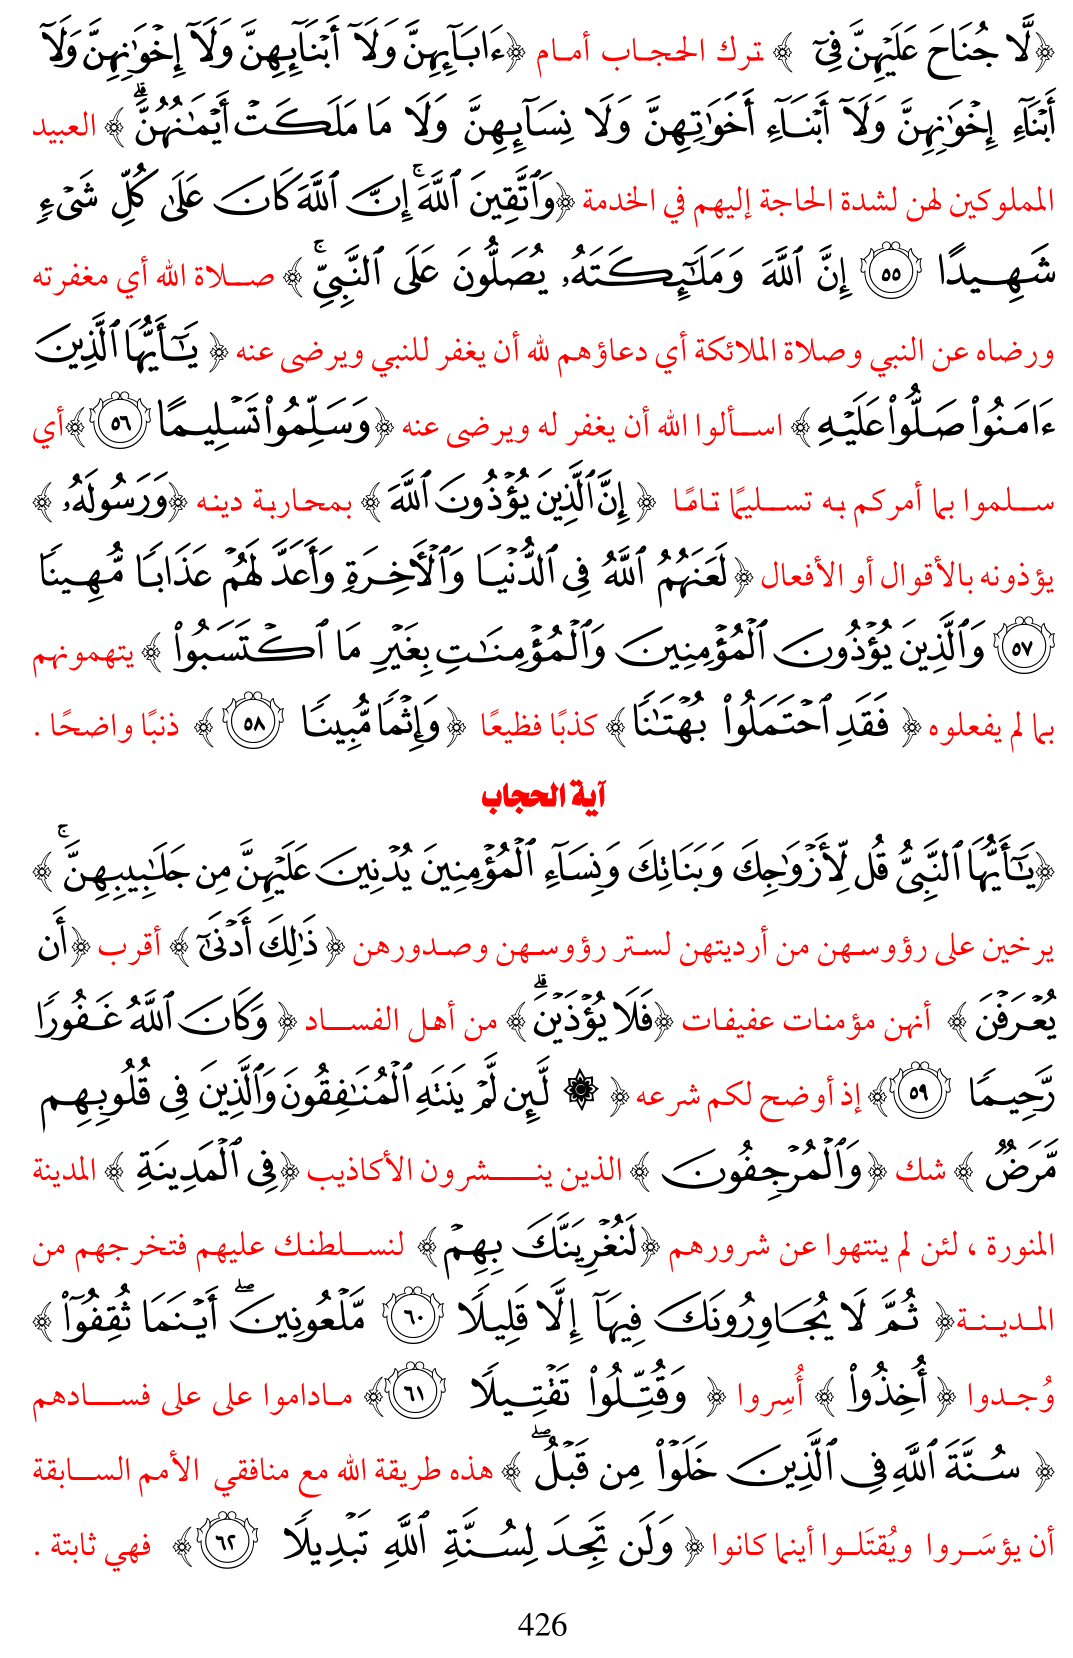 ﴿لَّا جُنَاحَ عَلَيۡهِنَّ فِيٓ ﴾ ترك الحجاب أمام ﴿ءَابَآئِهِنَّ وَلَآ أَبۡنَآئِهِنَّ وَلَآ إِخۡوَٰنِهِنَّ وَلَآ
أَبۡنَآءِ إِخۡوَٰنِهِنَّ وَلَآ أَبۡنَآءِ أَخَوَٰتِهِنَّ وَلَا نِسَآئِهِنَّ وَلَا مَا مَلَكَتۡ أَيۡمَٰنُهُنَّۗ ﴾ العبيد
المملوكين لهن لشدة الحاجة إليهم في الخدمة ﴿وَٱتَّقِينَ ٱللَّهَۚ إِنَّ ٱللَّهَ كَانَ عَلَىٰ كُلِّ شَيۡءٖ
شَهِيدًا ٥٥ إِنَّ ٱللَّهَ وَمَلَٰٓئِكَتَهُۥ يُصَلُّونَ عَلَى ٱلنَّبِيِّۚ ﴾ صلاة الله أي مغفرته
ورضاه عن النبي وصلاة الملائكة أي دعاؤهم لله أن يغفر للنبي ويرضى عنه ﴿ يَٰٓأَيُّهَا ٱلَّذِينَ
ءَامَنُواْ صَلُّواْ عَلَيۡهِ ﴾ اسألوا الله أن يغفر له ويرضى عنه ﴿وَسَلِّمُواْ تَسۡلِيمًا ٥٦ ﴾أي
سلموا بما أمركم به تسليمًا تامًا ﴿ إِنَّ ٱلَّذِينَ يُؤۡذُونَ ٱللَّهَ ﴾ بمحاربة دينه ﴿وَرَسُولَهُۥ ﴾
يؤذونه بالأقوال أو الأفعال ﴿لَعَنَهُمُ ٱللَّهُ فِي ٱلدُّنۡيَا وَٱلۡأٓخِرَةِ وَأَعَدَّ لَهُمۡ عَذَابٗا مُّهِينٗا
٥٧ وَٱلَّذِينَ يُؤۡذُونَ ٱلۡمُؤۡمِنِينَ وَٱلۡمُؤۡمِنَٰتِ بِغَيۡرِ مَا ٱكۡتَسَبُواْ ﴾ يتهمونهم
بما لم يفعلوه ﴿ فَقَدِ ٱحۡتَمَلُواْ بُهۡتَٰنٗا﴾ كذبًا فظيعًا ﴿وَإِثۡمٗا مُّبِينٗا ٥٨ ﴾ ذنبًا واضحًا .
آية الحجاب
﴿يَٰٓأَيُّهَا ٱلنَّبِيُّ قُل لِّأَزۡوَٰجِكَ وَبَنَاتِكَ وَنِسَآءِ ٱلۡمُؤۡمِنِينَ يُدۡنِينَ عَلَيۡهِنَّ مِن جَلَٰبِيبِهِنَّۚ ﴾
يرخين على رؤوسهن من أرديتهن لستر رؤوسهن وصدورهن ﴿ ذَٰلِكَ أَدۡنَىٰٓ ﴾ أقرب ﴿أَن
يُعۡرَفۡنَ ﴾ أنهن مؤمنات عفيفات ﴿فَلَا يُؤۡذَيۡنَۗ ﴾ من أهل الفساد ﴿ وَكَانَ ٱللَّهُ غَفُورٗا
رَّحِيمٗا ٥٩ ﴾ إذ أوضح لكم شرعه ﴿ ۞ لَّئِن لَّمۡ يَنتَهِ ٱلۡمُنَٰفِقُونَ وَٱلَّذِينَ فِي قُلُوبِهِم
مَّرَضٞ ﴾ شك ﴿وَٱلۡمُرۡجِفُونَ ﴾ الذين ينشرون الأكاذيب ﴿فِي ٱلۡمَدِينَةِ ﴾ المدينة
المنورة ، لئن لم ينتهوا عن شرورهم ﴿لَنُغۡرِيَنَّكَ بِهِمۡ ﴾ لنسلطنك عليهم فتخرجهم من
المدينة﴿ ثُمَّ لَا يُجَاوِرُونَكَ فِيهَآ إِلَّا قَلِيلٗا ٦٠ مَّلۡعُونِينَۖ أَيۡنَمَا ثُقِفُوٓاْ ﴾
وُجدوا ﴿ أُخِذُواْ ﴾ أُسِروا ﴿ وَقُتِّلُواْ تَقۡتِيلٗا ٦١ ﴾ ماداموا على على فسادهم
﴿ سُنَّةَ ٱللَّهِ فِي ٱلَّذِينَ خَلَوۡاْ مِن قَبۡلُۖ ﴾ هذه طريقة الله مع منافقي الأمم السابقة
أن يؤسَروا ويُقتَلوا أينما كانوا ﴿ وَلَن تَجِدَ لِسُنَّةِ ٱللَّهِ تَبۡدِيلٗا ٦٢ ﴾ فهي ثابتة .
426